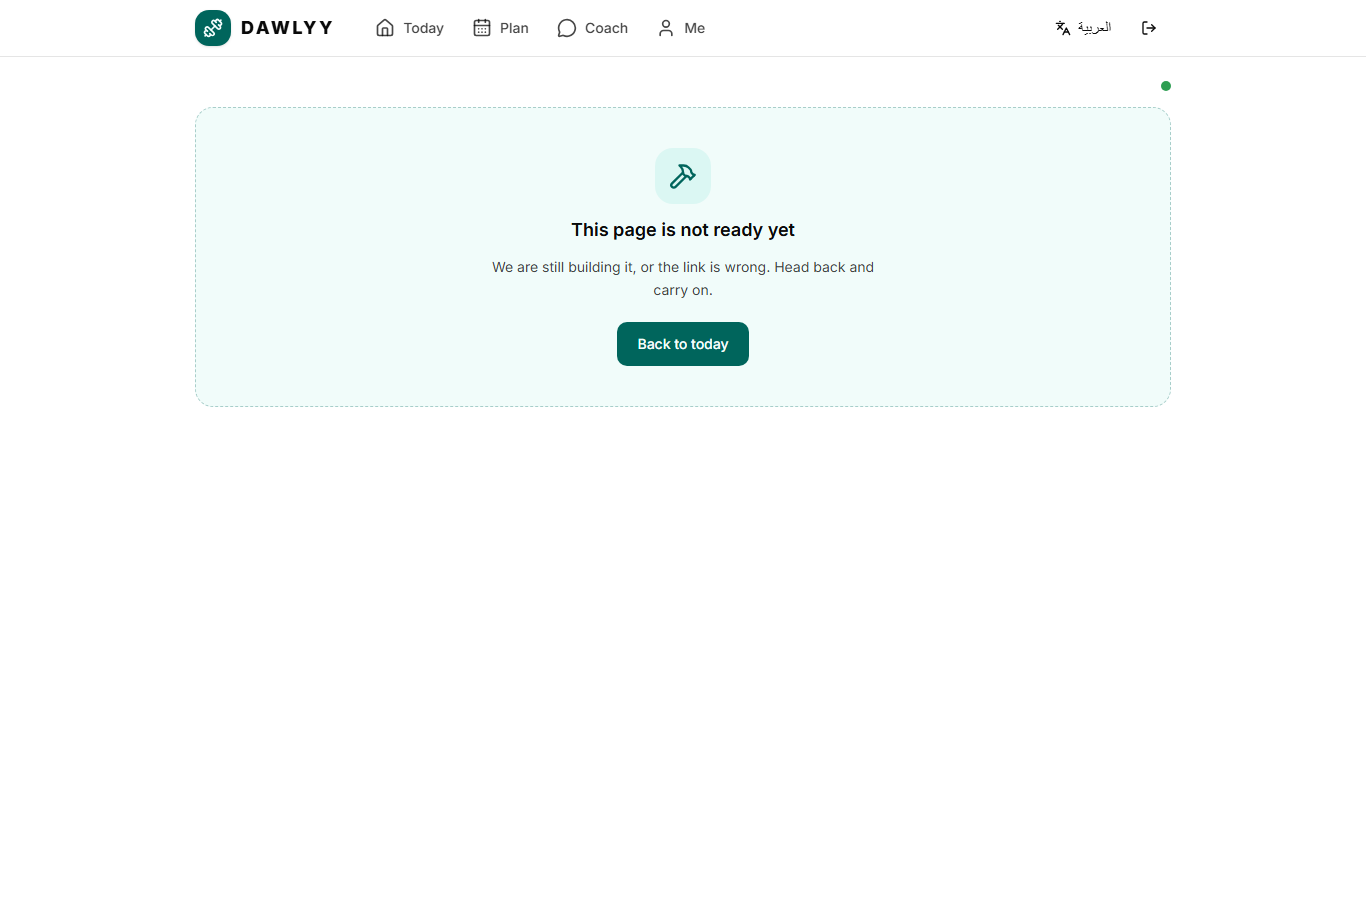 DAWLYY
Today
Plan
Coach
Me
العربية
This page is not ready yet
We are still building it, or the link is wrong. Head back and
carry on.
Back to today